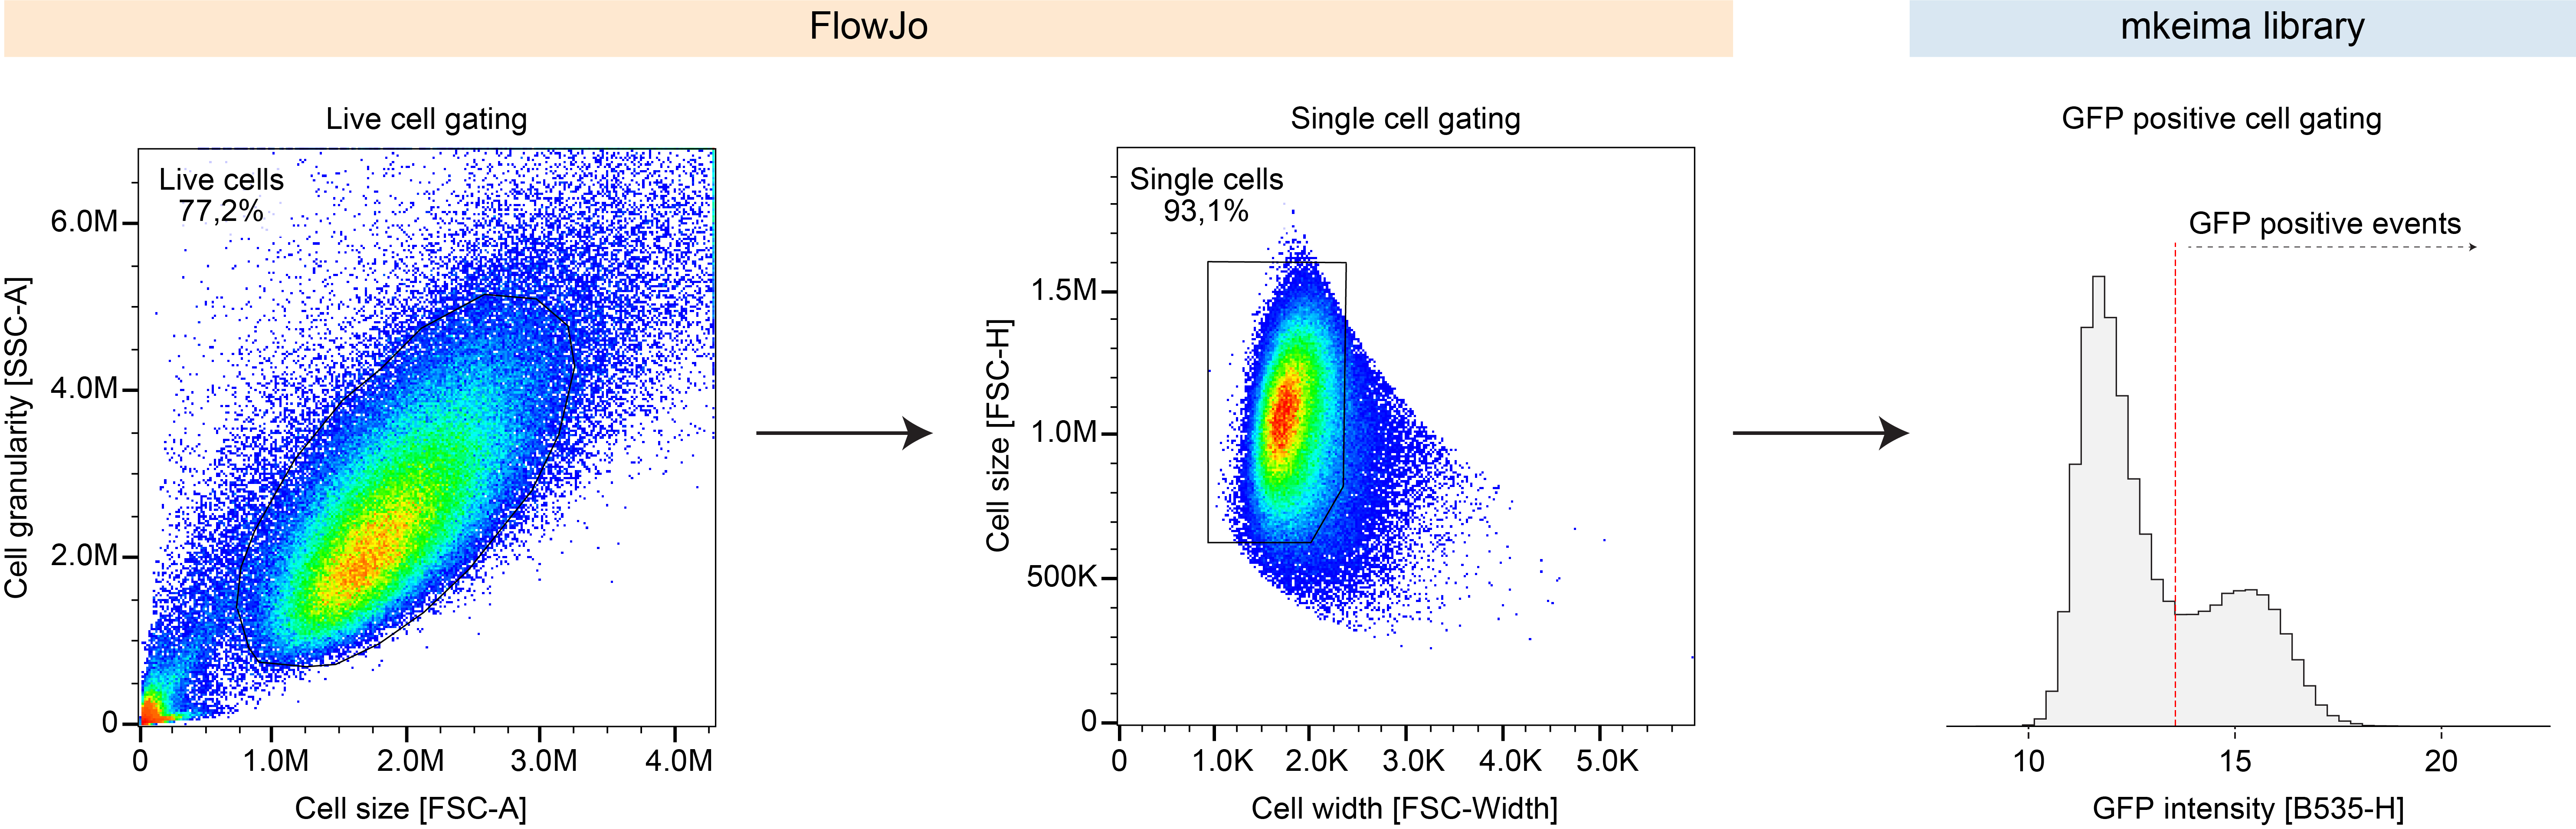 FlowJo
mkeima library
Live cell gating
Single cell gating
GFP positive cell gating
Live cells
77,2%
Single cells
93,1%
GFP positive events
Cell granularity [SSC-A]
6.0M
4.0M
2.0M
0
0 1.0M 2.0M 3.0M 4.0M
Cell size [FSC-A]
Cell size [FSC-H]
1.5M
1.0M
500K
0
0 1.0K 2.0K 3.0K 4.0K 5.0K
Cell width [FSC-Width]
10 15 20
GFP intensity [B535-H]